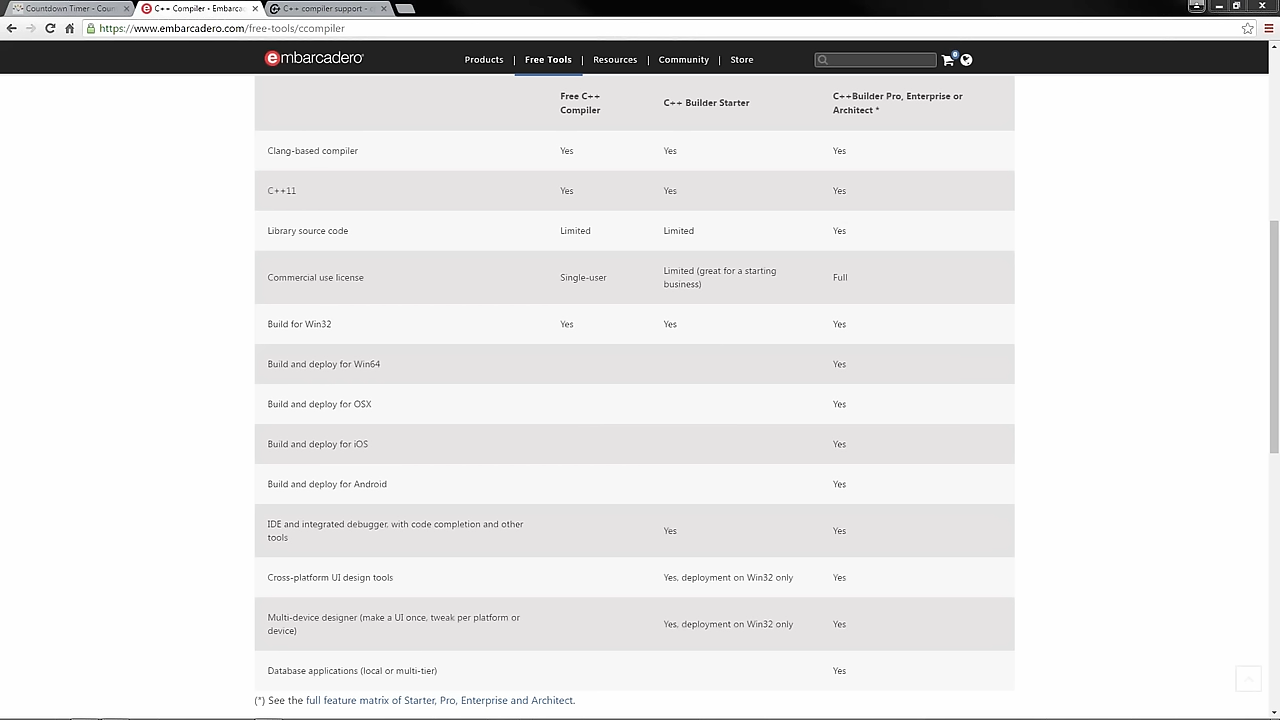 Countdown Timer - Coun
C++ Compiler - Embarcad
C++ compiler support -
https://www.embarcadero.com/free-tools/ccompiler
embarcadero
Products | Free Tools | Resources | Community | Store
0
Free C++
Compiler
C++ Builder Starter
C++Builder Pro, Enterprise or
Architect *
Clang-based compiler Yes Yes Yes
C++11 Yes Yes Yes
Library source code Limited Limited Yes
Commercial use license Single-user Limited (great for a starting
business) Full
Build for Win32 Yes Yes Yes
Build and deploy for Win64 Yes
Build and deploy for OSX Yes
Build and deploy for iOS Yes
Build and deploy for Android Yes
IDE and integrated debugger, with code completion and other
tools Yes Yes
Cross-platform UI design tools Yes, deployment on Win32 only Yes
Multi-device designer (make a UI once, tweak per platform or
device) Yes, deployment on Win32 only Yes
Database applications (local or multi-tier) Yes
(*) See the full feature matrix of Starter, Pro, Enterprise and Architect.